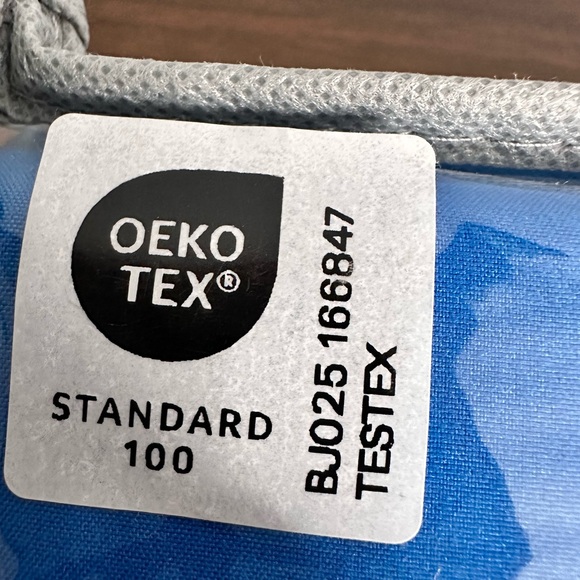 OEKO
TEX®
STANDARD
100
BJ025 166847
TESTEX